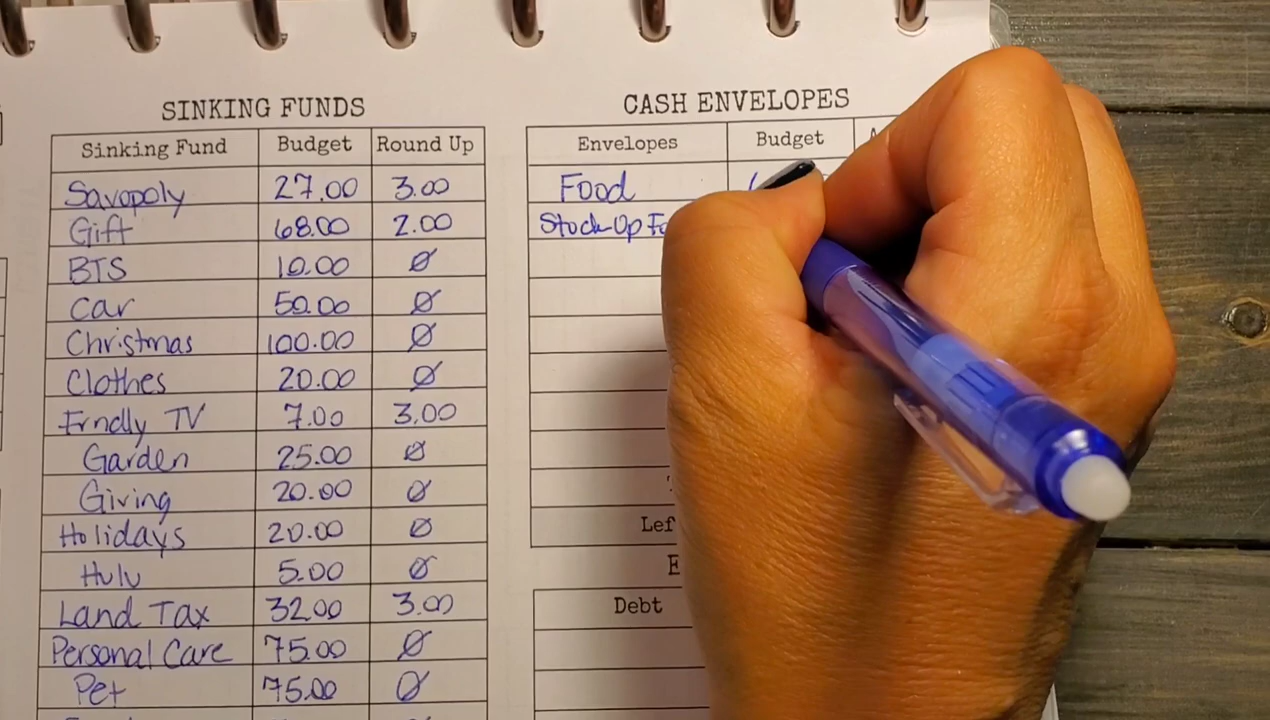 SINKING FUNDS
Sinking Fund Budget Round Up
Savopoly 27.00 3.00
Gift 68.00 2.00
BTS 10.00 Ø
Car 50.00 Ø
Christmas 100.00 Ø
Clothes 20.00 Ø
Frndly TV 7.00 3.00
Garden 25.00 Ø
Giving 20.00 Ø
Holidays 20.00 Ø
Hulu 5.00 Ø
Land Tax 32.00 3.00
Personal Care 75.00 Ø
Pet 75.00 Ø
CASH ENVELOPES
Envelopes Budget
Food
Stock-Up
Debt